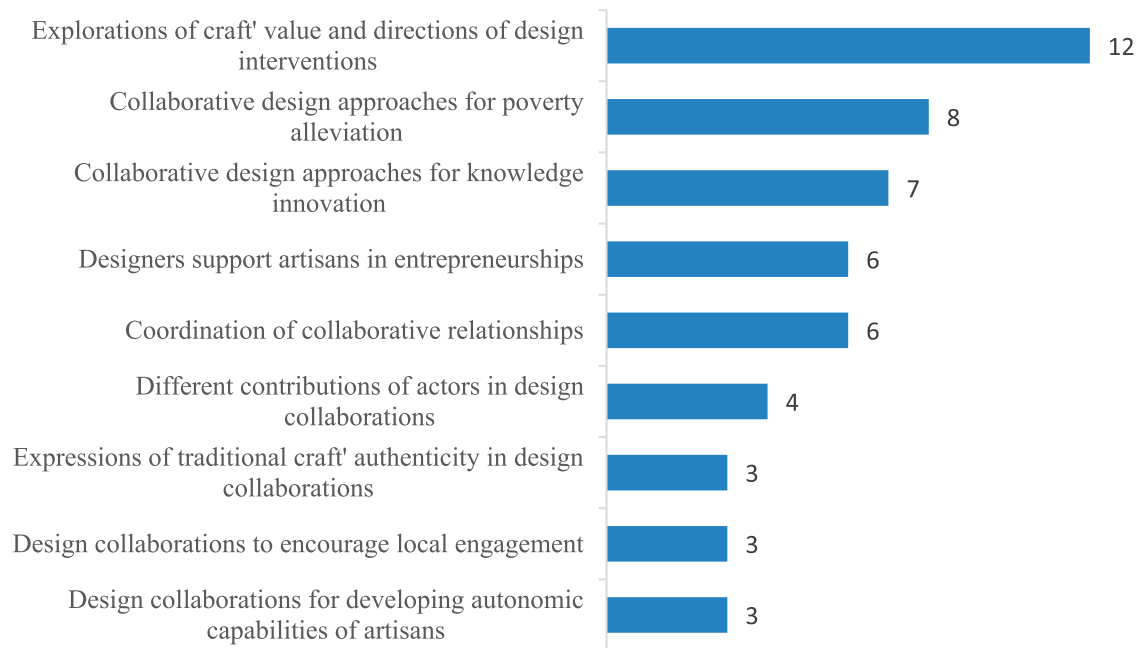 Explorations of craft' value and directions of design
interventions
12
Collaborative design approaches for poverty
alleviation
8
Collaborative design approaches for knowledge
innovation
7
Designers support artisans in entrepreneurships
6
Coordination of collaborative relationships
6
Different contributions of actors in design
collaborations
4
Expressions of traditional craft' authenticity in design
collaborations
3
Design collaborations to encourage local engagement
3
Design collaborations for developing autonomic
capabilities of artisans
3